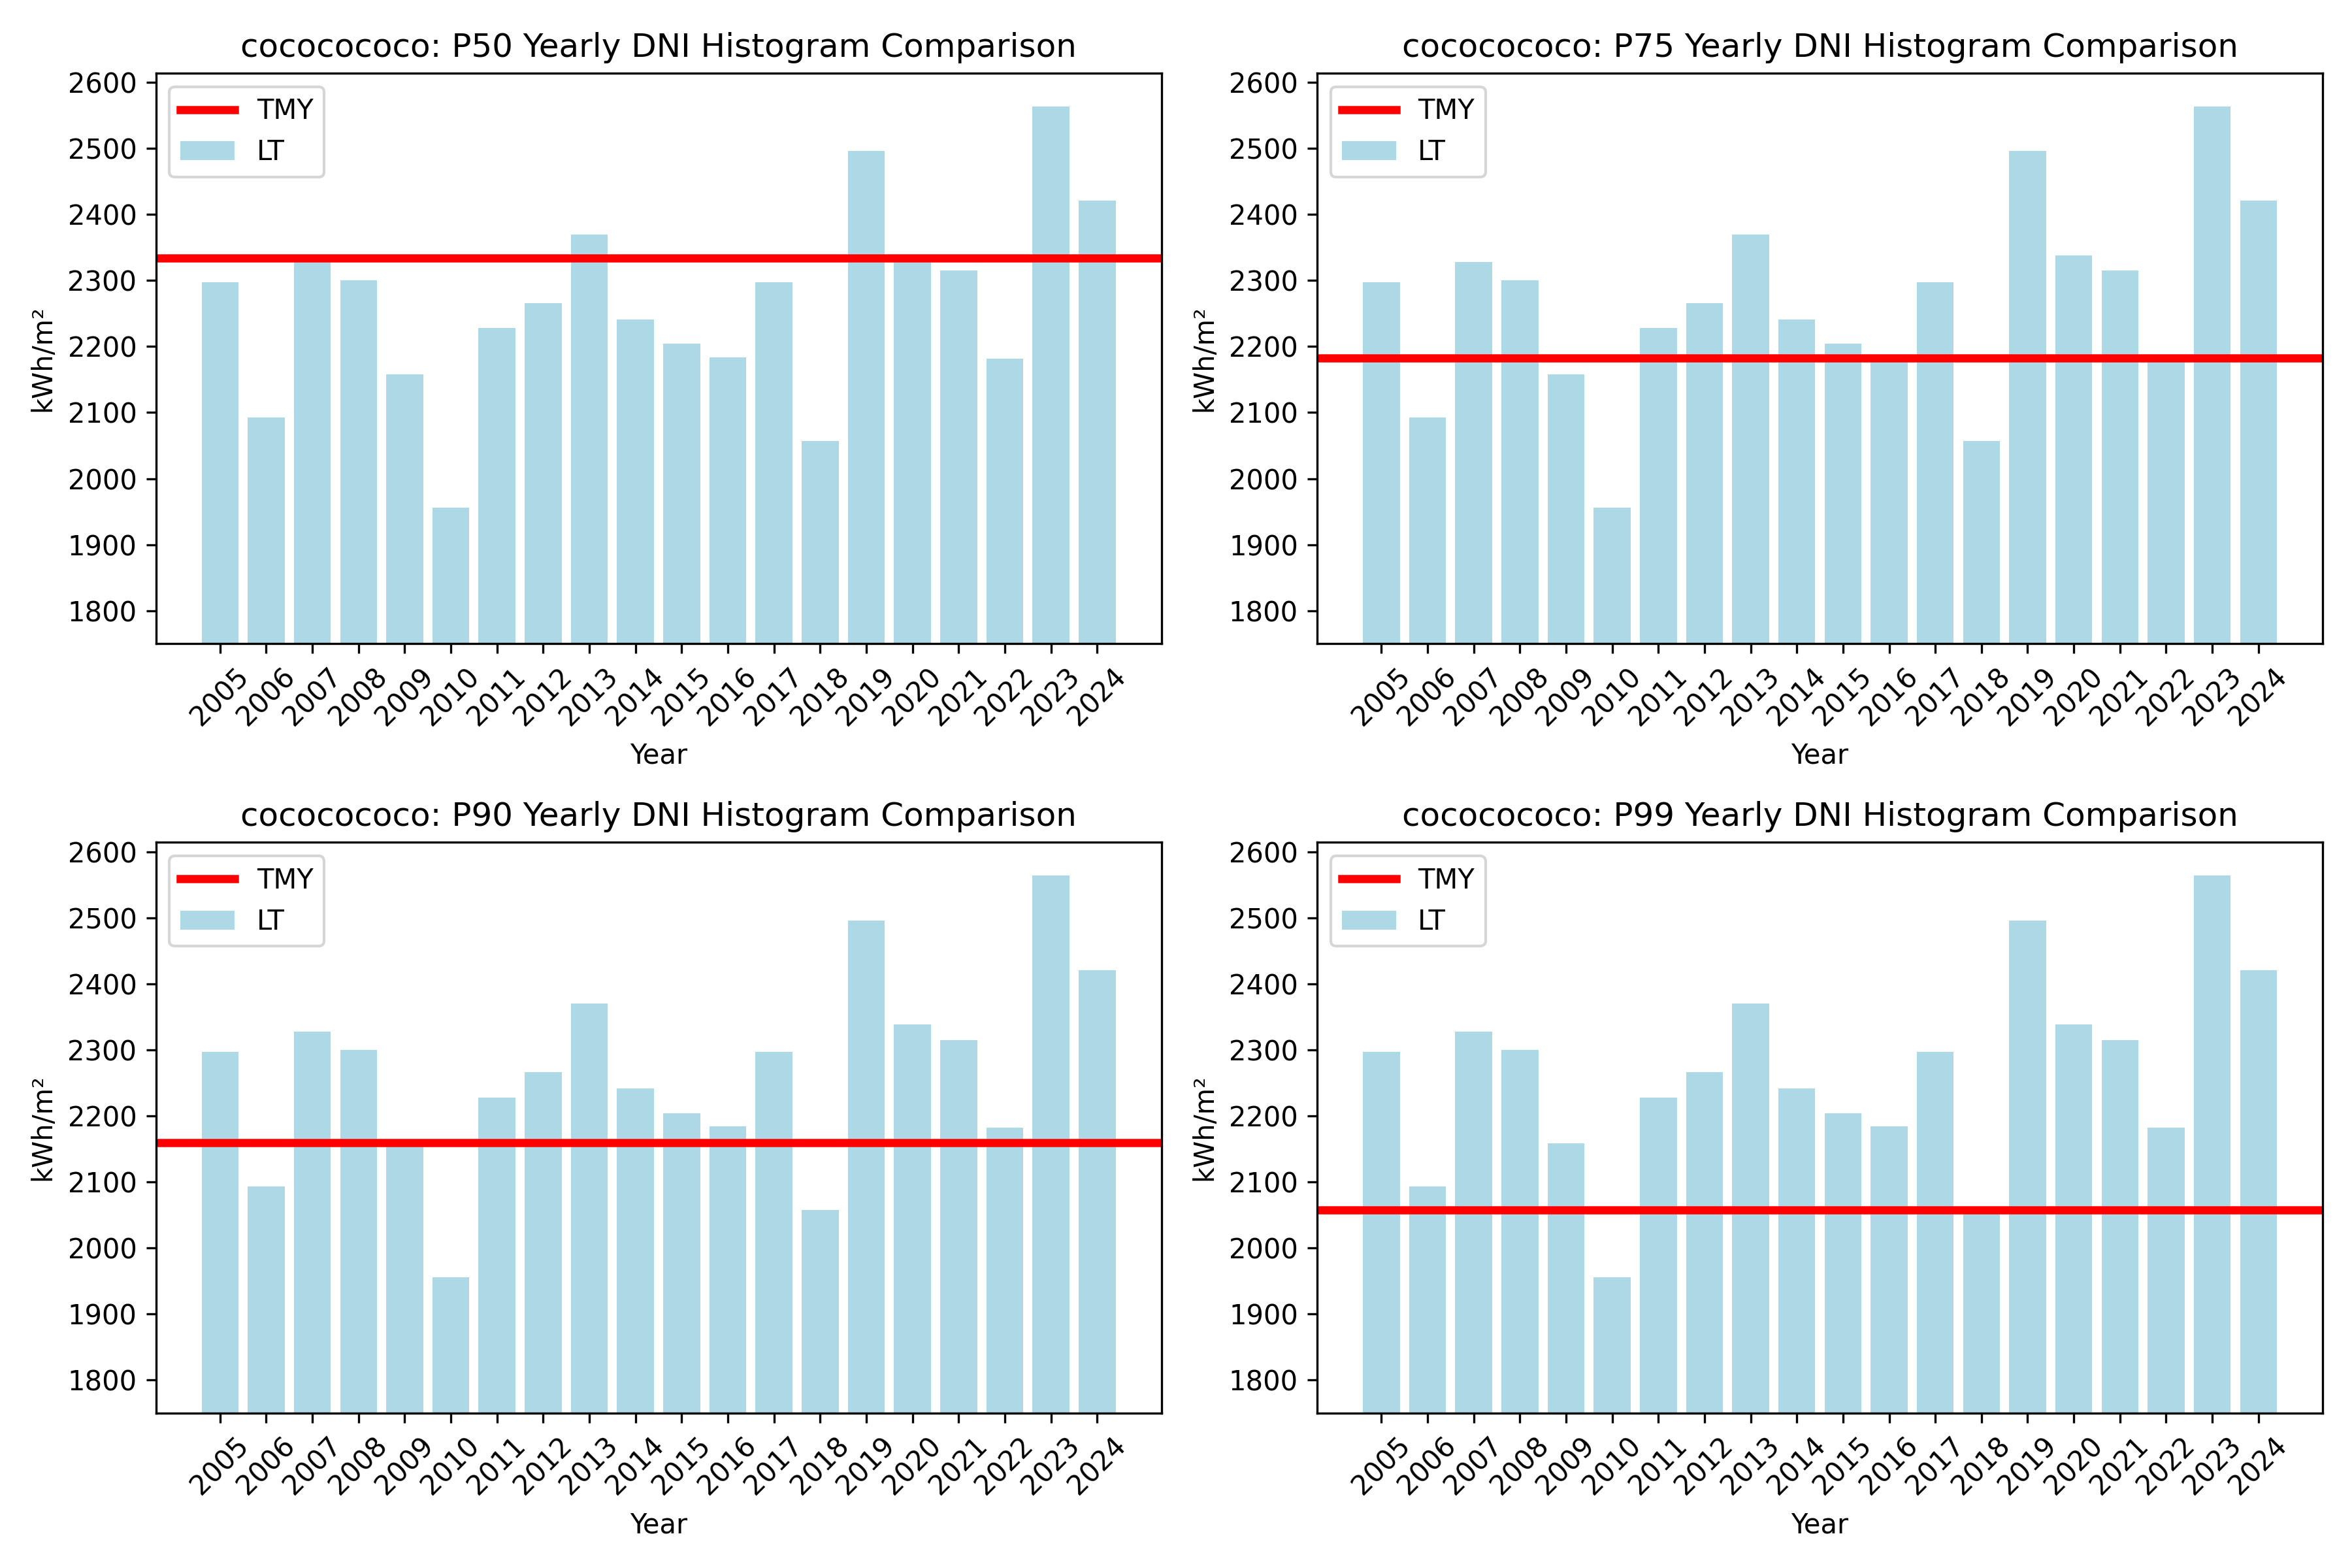 cococococo: P50 Yearly DNI Histogram Comparison
2600
2500
2400
2300
2200
2100
2000
1900
1800
kWh/m²
TMY
LT
2005 2006 2007 2008 2009 2010 2011 2012 2013 2014 2015 2016 2017 2018 2019 2020 2021 2022 2023 2024
Year
cococococo: P75 Yearly DNI Histogram Comparison
2600
2500
2400
2300
2200
2100
2000
1900
1800
kWh/m²
TMY
LT
2005 2006 2007 2008 2009 2010 2011 2012 2013 2014 2015 2016 2017 2018 2019 2020 2021 2022 2023 2024
Year
cococococo: P90 Yearly DNI Histogram Comparison
2600
2500
2400
2300
2200
2100
2000
1900
1800
kWh/m²
TMY
LT
2005 2006 2007 2008 2009 2010 2011 2012 2013 2014 2015 2016 2017 2018 2019 2020 2021 2022 2023 2024
Year
cococococo: P99 Yearly DNI Histogram Comparison
2600
2500
2400
2300
2200
2100
2000
1900
1800
kWh/m²
TMY
LT
2005 2006 2007 2008 2009 2010 2011 2012 2013 2014 2015 2016 2017 2018 2019 2020 2021 2022 2023 2024
Year